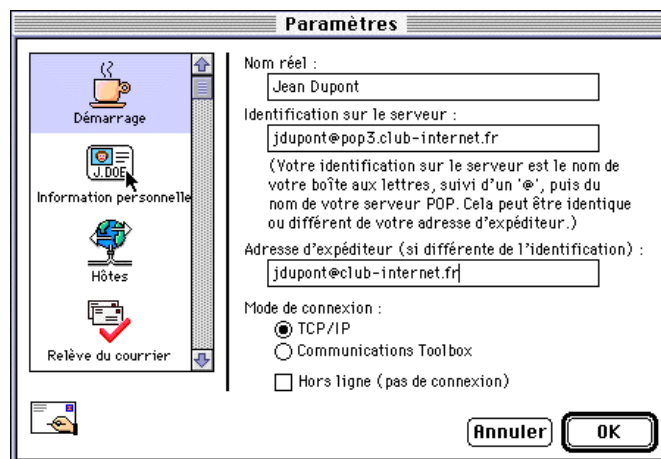 Paramètres
Démarrage
J.DOE
Information personnelle
Hôtes
Relève du courrier
Nom réel :
Jean Dupont
Identification sur le serveur :
jdupont@pop3.club-internet.fr
(Votre identification sur le serveur est le nom de
votre boîte aux lettres, suivi d'un '@', puis du
nom de votre serveur POP. Cela peut être identique
ou différent de votre adresse d'expéditeur.)
Adresse d'expéditeur (si différente de l'identification) :
jdupont@club-internet.fr
Mode de connexion :
TCP/IP
Communications Toolbox
Hors ligne (pas de connexion)
Annuler
OK